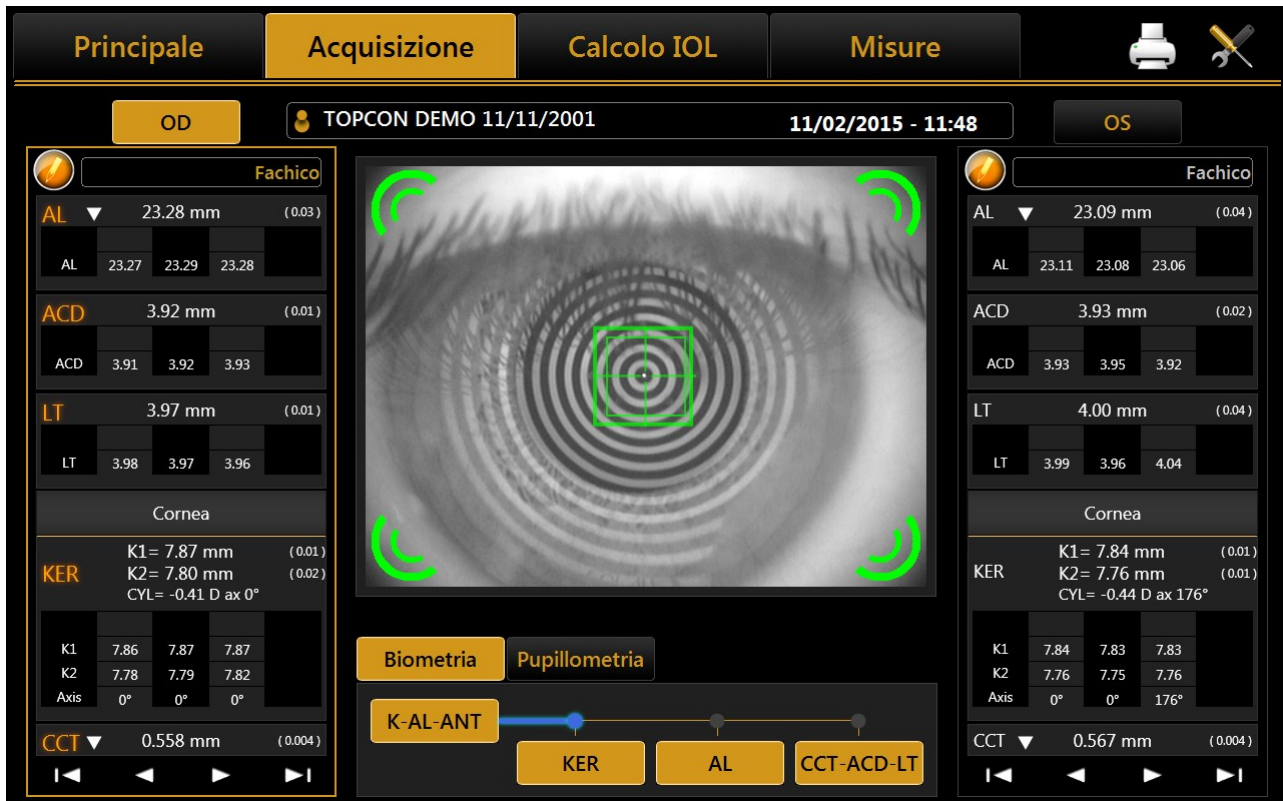 Principale Acquisizione Calcolo IOL Misure
OD TOPCON DEMO 11/11/2001 11/02/2015 - 11:48 OS
Fachico
AL 23.28 mm (0.03)
AL 23.27 23.29 23.28
ACD 3.92 mm (0.01)
ACD 3.91 3.92 3.93
LT 3.97 mm (0.01)
LT 3.98 3.97 3.96
Cornea
K1= 7.87 mm (0.01)
KER K2= 7.80 mm (0.02)
CYL= -0.41 D ax 0°
K1 7.86 7.87 7.87
K2 7.78 7.79 7.82
Axis 0° 0° 0°
CCT 0.558 mm (0.004)
Biometria Pupillometria
K-AL-ANT
KER AL CCT-ACD-LT
Fachico
AL 23.09 mm (0.04)
AL 23.11 23.08 23.06
ACD 3.93 mm (0.02)
ACD 3.93 3.95 3.92
LT 4.00 mm (0.04)
LT 3.99 3.96 4.04
Cornea
K1= 7.84 mm (0.01)
KER K2= 7.76 mm (0.01)
CYL= -0.44 D ax 176°
K1 7.84 7.83 7.83
K2 7.76 7.75 7.76
Axis 0° 0° 176°
CCT 0.567 mm (0.004)